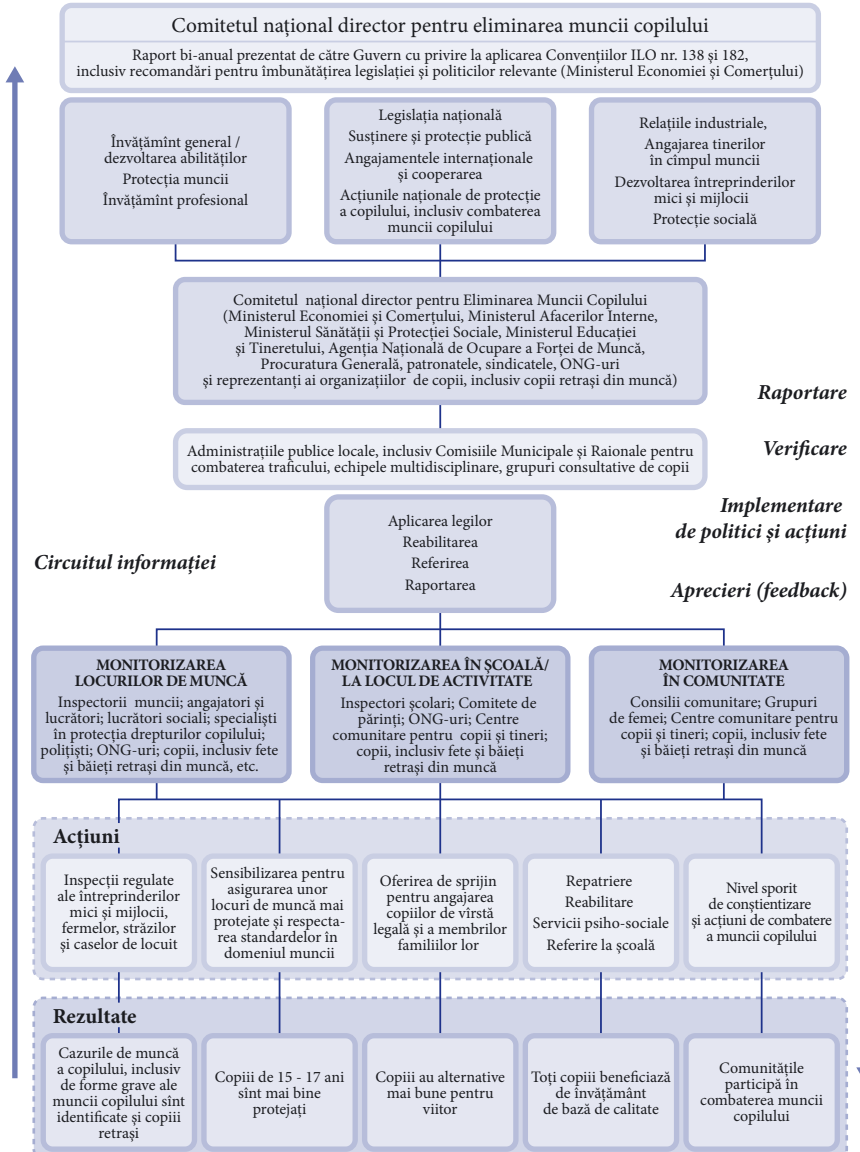 Comitetul național director pentru eliminarea muncii copilului
Raport bi-anual prezentat de către Guvern cu privire la aplicarea Convențiilor ILO nr. 138 și 182,
inclusiv recomandări pentru îmbunătățirea legislației și politicilor relevante (Ministerul Economiei și Comerțului)
Învățămînt general /
dezvoltarea abilităților
Protecția muncii
Învățămînt profesional
Legislația națională
Susținere și protecție publică
Angajamentele internaționale
și cooperarea
Acțiunile naționale de protecție
a copilului, inclusiv combaterea
muncii copilului
Relațiile industriale,
Angajarea tinerilor
în cîmpul muncii
Dezvoltarea întreprinderilor
mici și mijlocii
Protecție socială
Comitetul național director pentru Eliminarea Muncii Copilului
(Ministerul Economiei și Comerțului, Ministerul Afacerilor Interne,
Ministerul Sănătății și Protecției Sociale, Ministerul Educației
și Tineretului, Agenția Națională de Ocupare a Forței de Muncă,
Procuratura Generală, patronatele, sindicatele, ONG-uri
și reprezentanți ai organizațiilor de copii, inclusiv copii retrași din muncă)
Raportare
Administrațiile publice locale, inclusiv Comisiile Municipale și Raionale pentru
combaterea traficului, echipele multidisciplinare, grupuri consultative de copii
Verificare
Implementare
de politici și acțiuni
Aplicarea legilor
Reabilitarea
Referirea
Raportarea
Circuitul informației
Aprecieri (feedback)
MONITORIZAREA
LOCURILOR DE MUNCĂ
Inspectorii muncii; angajatori și
lucrători; lucrători sociali; specialiști
în protecția drepturilor copilului;
polițiști; ONG-uri; copii, inclusiv fete
și băieți retrași din muncă, etc.
MONITORIZAREA ÎN ȘCOALĂ/
LA LOCUL DE ACTIVITATE
Inspectori școlari; Comitete de
părinți; ONG-uri; Centre
comunitare pentru copii și tineri;
copii, inclusiv fete și băieți
retrași din muncă
MONITORIZAREA
ÎN COMUNITATE
Consilii comunitare; Grupuri
de femei; Centre comunitare pentru
copii și tineri; copii, inclusiv fete
și băieți retrași din muncă
Acțiuni
Inspecții regulate
ale întreprinderilor
mici și mijlocii,
fermelor, străzilor
și caselor de locuit
Sensibilizarea pentru
asigurarea unor
locuri de muncă mai
protejate și respecta-
rea standardelor în
domeniul muncii
Oferirea de sprijin
pentru angajarea
copiilor de vîrstă
legală și a membrilor
familiilor lor
Repatriere
Reabilitare
Servicii psiho-sociale
Referire la școală
Nivel sporit
de conștientizare
și acțiuni de combatere
a muncii copilului
Rezultate
Cazurile de muncă
a copilului, inclusiv
de forme grave ale
muncii copilului sînt
identificate și copiii
retrași
Copiii de 15 - 17 ani
sînt mai bine
protejați
Copiii au alternative
mai bune pentru
viitor
Toți copiii beneficiază
de învățământ
de bază de calitate
Comunitățile
participă în
combaterea muncii
copilului